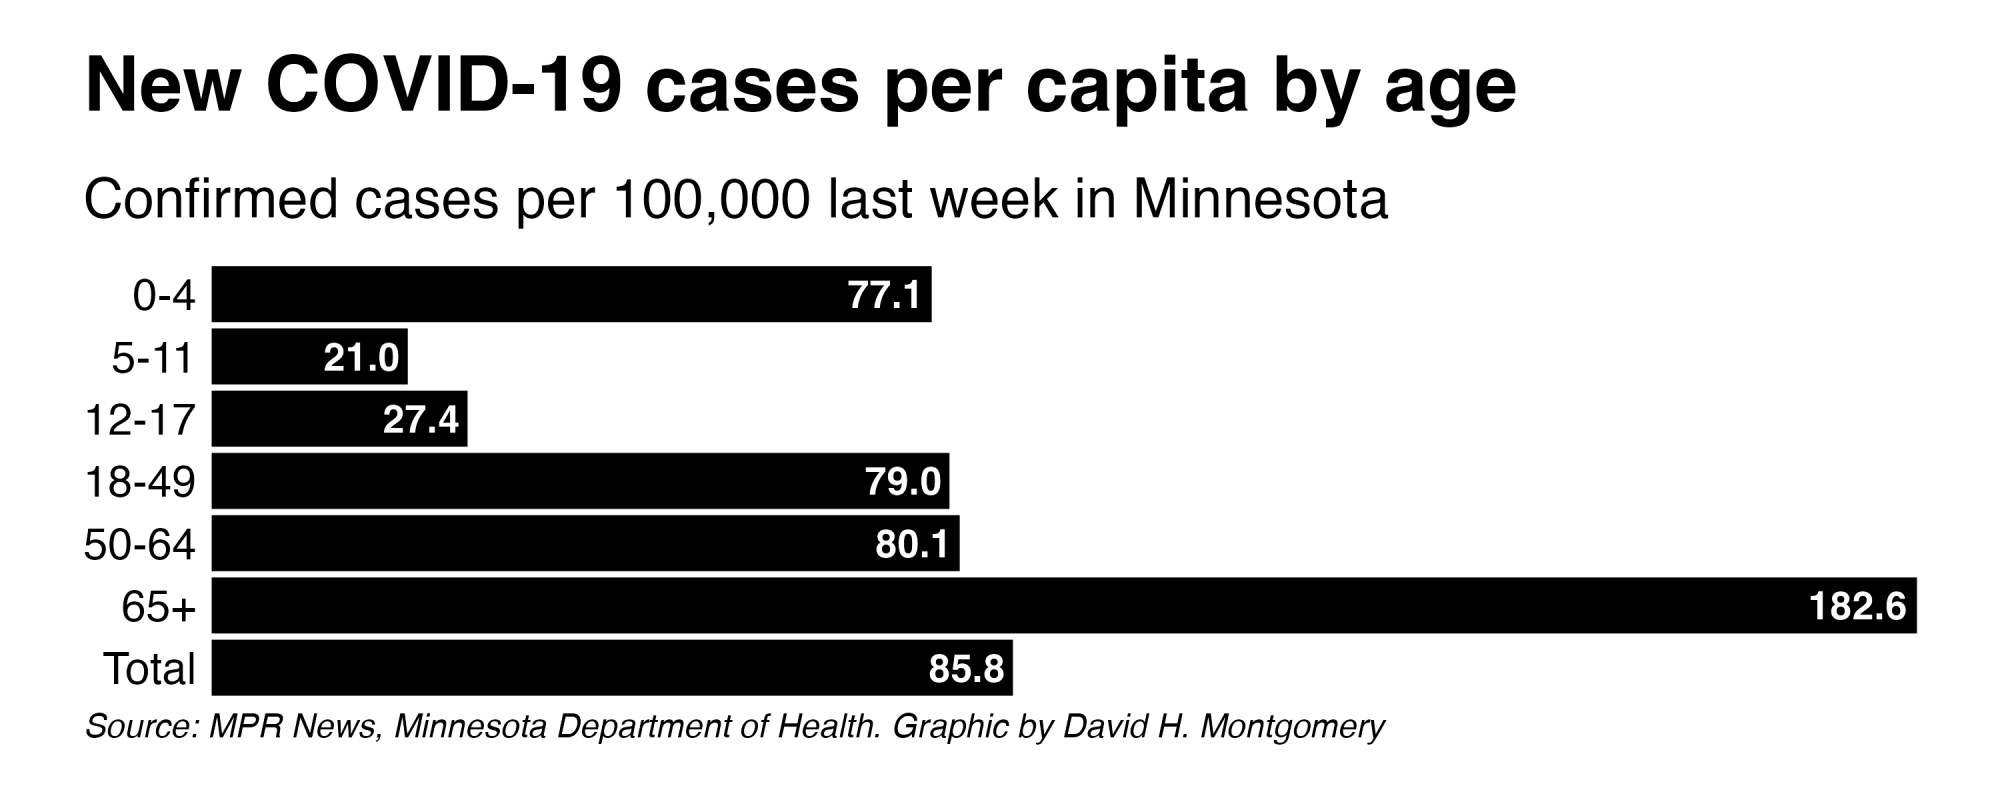 New COVID-19 cases per capita by age
Confirmed cases per 100,000 last week in Minnesota
0-4 77.1
5-11 21.0
12-17 27.4
18-49 79.0
50-64 80.1
65+ 182.6
Total 85.8
Source: MPR News, Minnesota Department of Health. Graphic by David H. Montgomery